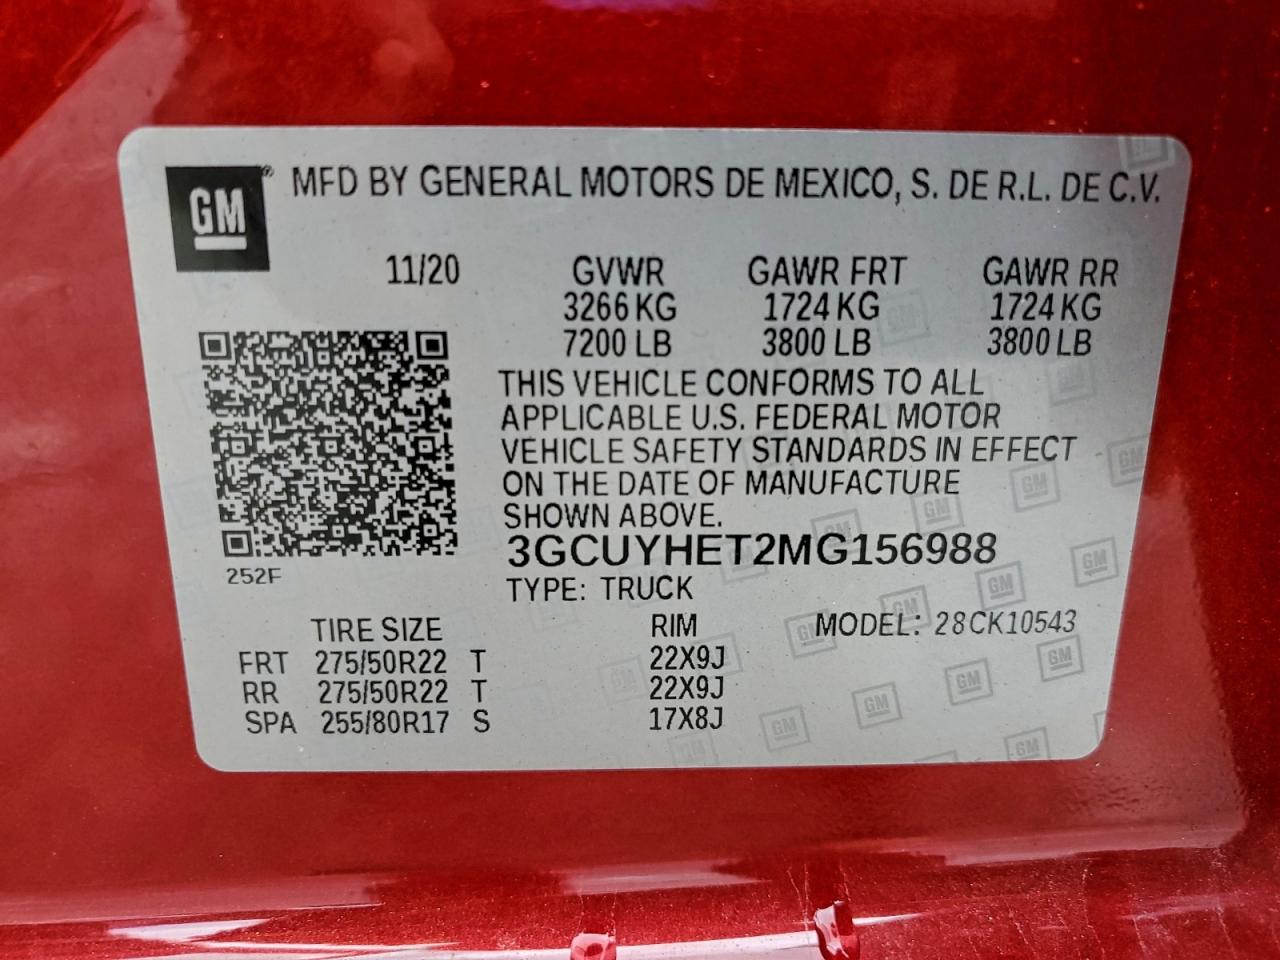 GM® MFD BY GENERAL MOTORS DE MEXICO, S. DE R.L. DE C.V.
11/20 GVWR GAWR FRT GAWR RR
3266 KG 1724 KG 1724 KG
7200 LB 3800 LB 3800 LB
THIS VEHICLE CONFORMS TO ALL
APPLICABLE U.S. FEDERAL MOTOR
VEHICLE SAFETY STANDARDS IN EFFECT
ON THE DATE OF MANUFACTURE
SHOWN ABOVE.
3GCUYHET2MG156988
252F
TYPE: TRUCK
TIRE SIZE RIM MODEL: 28CK10543
FRT 275/50R22 T 22X9J
RR 275/50R22 T 22X9J
SPA 255/80R17 S 17X8J